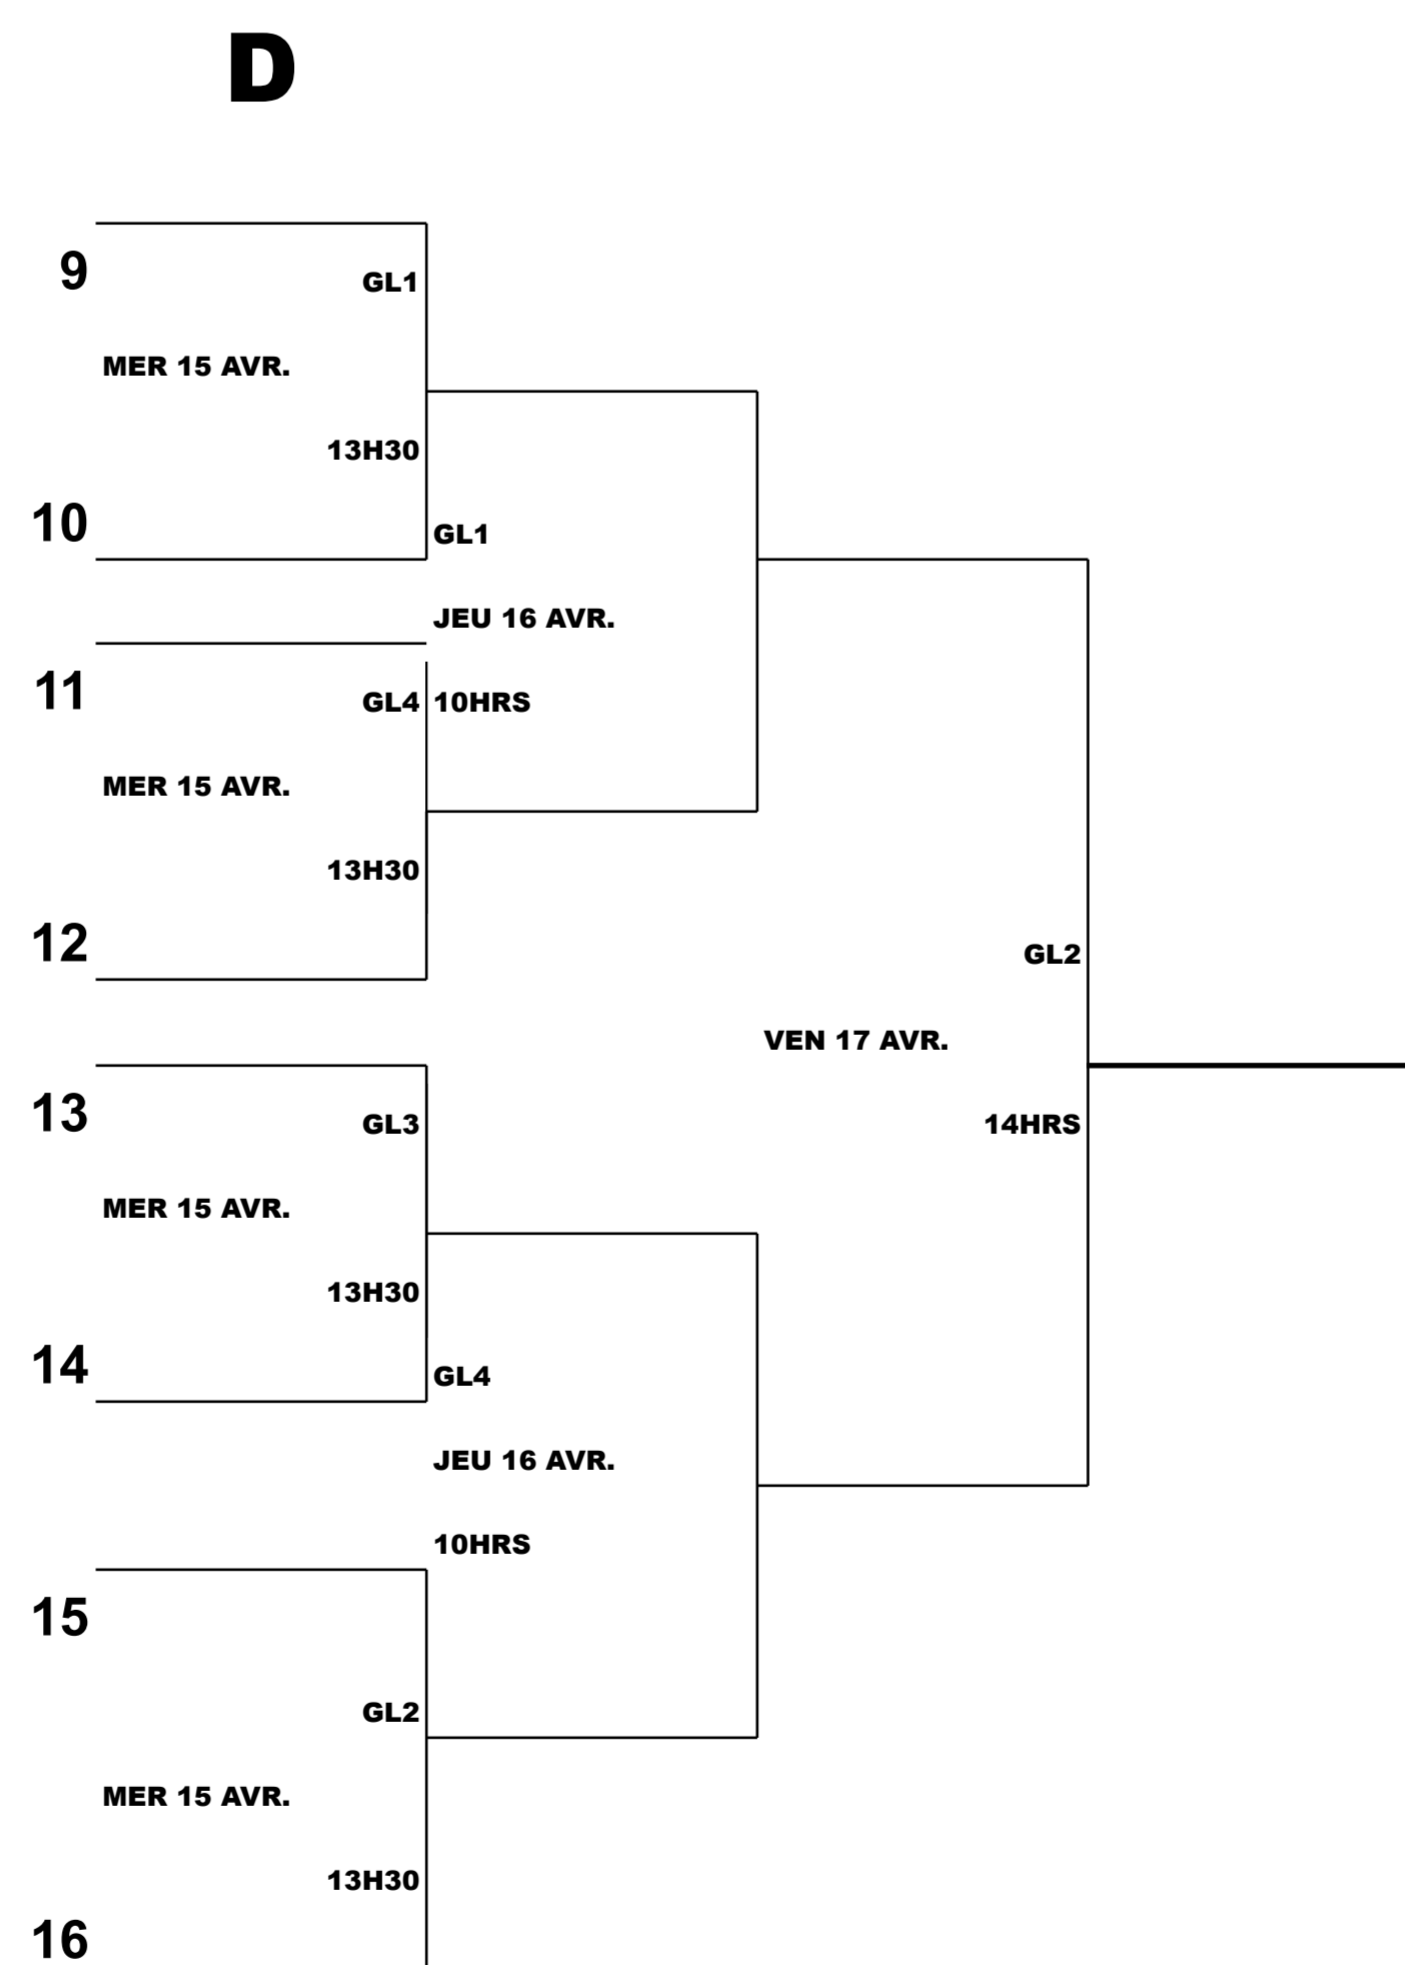 D
9
GL1
MER 15 AVR.
13H30
10
GL1
JEU 16 AVR.
11
GL4
10HRS
MER 15 AVR.
13H30
12
GL2
VEN 17 AVR.
13
GL3
14HRS
MER 15 AVR.
13H30
14
GL4
JEU 16 AVR.
10HRS
15
GL2
MER 15 AVR.
13H30
16